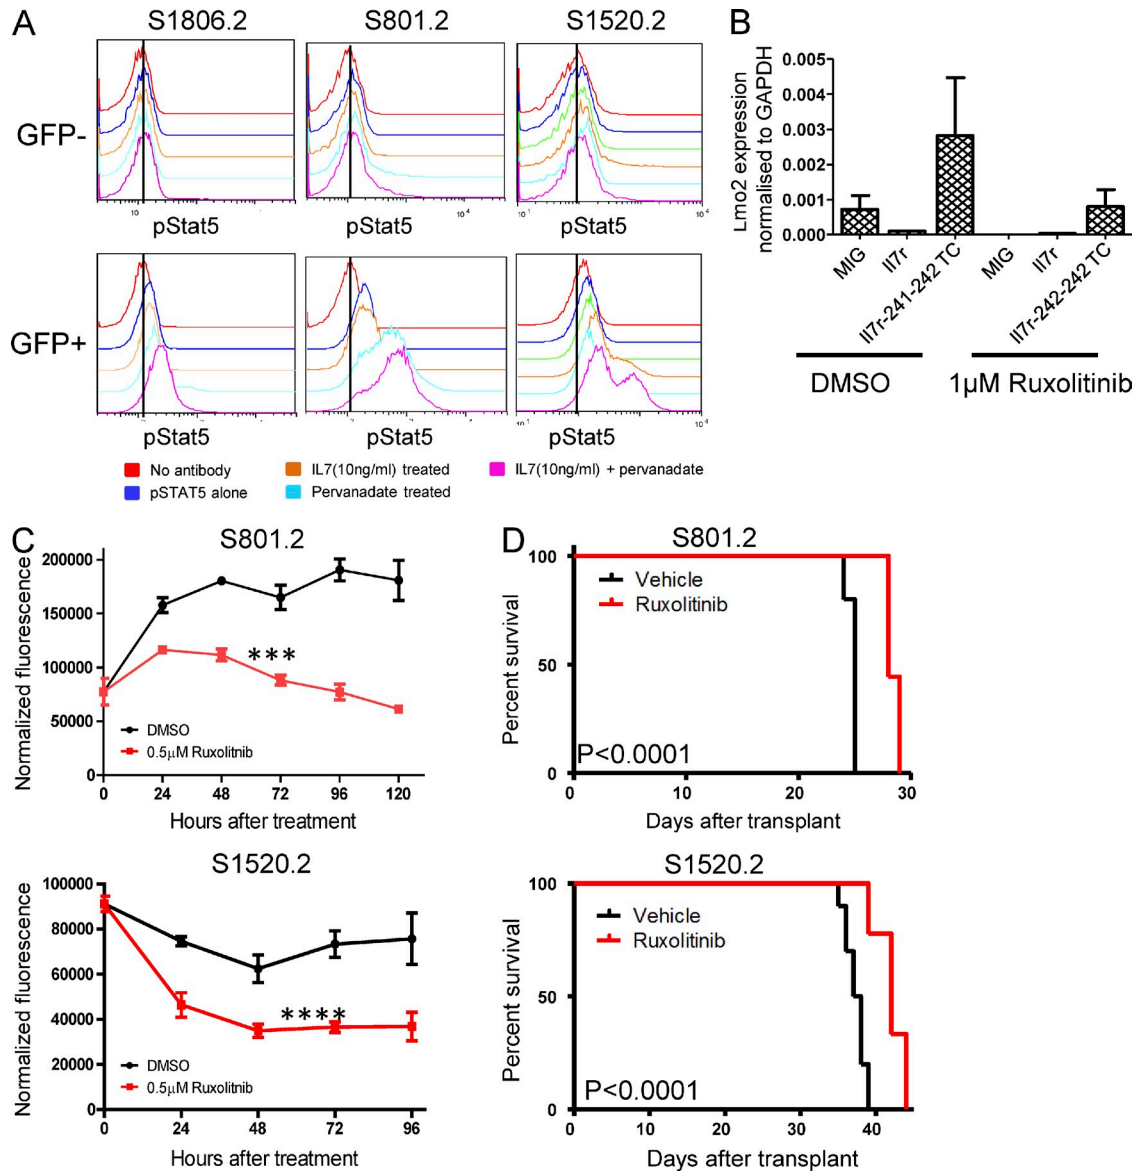 A
S1806.2
S801.2
S1520.2
GFP-
pStat5
pStat5
pStat5
GFP+
pStat5
pStat5
pStat5
No antibody
IL7(10ng/ml) treated
IL7(10ng/ml) + pervanadate
pSTAT5 alone
Pervanadate treated
B
Lmo2 expression
normalised to GAPDH
0.005
0.004
0.003
0.002
0.001
0.000
MIG
Il7r
Il7r-241-242 TC
MIG
Il7r
Il7r-242-242 TC
DMSO
1μM Ruxolitinib
C
S801.2
Normalized fluorescence
200000
150000
100000
50000
0
***
DMSO
0.5μM Ruxolitnib
0 24 48 72 96 120
Hours after treatment
S1520.2
Normalized fluorescence
100000
80000
60000
40000
20000
0
****
DMSO
0.5μM Ruxolitnib
0 24 48 72 96
Hours after treatment
D
S801.2
Percent survival
100
50
0
Vehicle
Ruxolitinib
P<0.0001
0 10 20 30
Days after transplant
S1520.2
Percent survival
100
50
0
Vehicle
Ruxolitinib
P<0.0001
0 20 40
Days after transplant